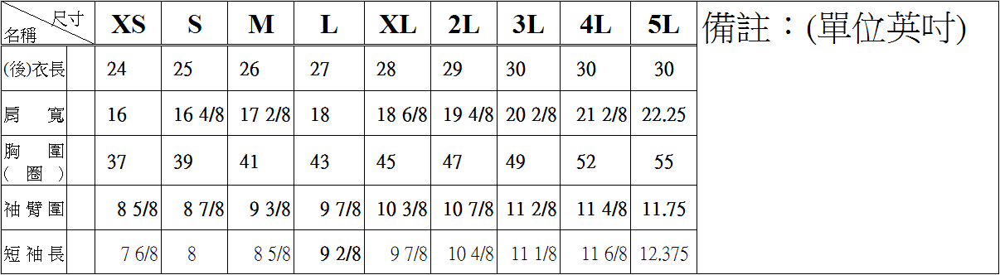 尺寸 XS S M L XL 2L 3L 4L 5L 備註：(單位英吋)
名稱
(後)衣長 24 25 26 27 28 29 30 30 30
肩寬 16 16 4/8 17 2/8 18 18 6/8 19 4/8 20 2/8 21 2/8 22.25
胸圍
(圈) 37 39 41 43 45 47 49 52 55
袖臂圍 8 5/8 8 7/8 9 3/8 9 7/8 10 3/8 10 7/8 11 2/8 11 4/8 11.75
短袖長 7 6/8 8 8 5/8 9 2/8 9 7/8 10 4/8 11 1/8 11 6/8 12.375